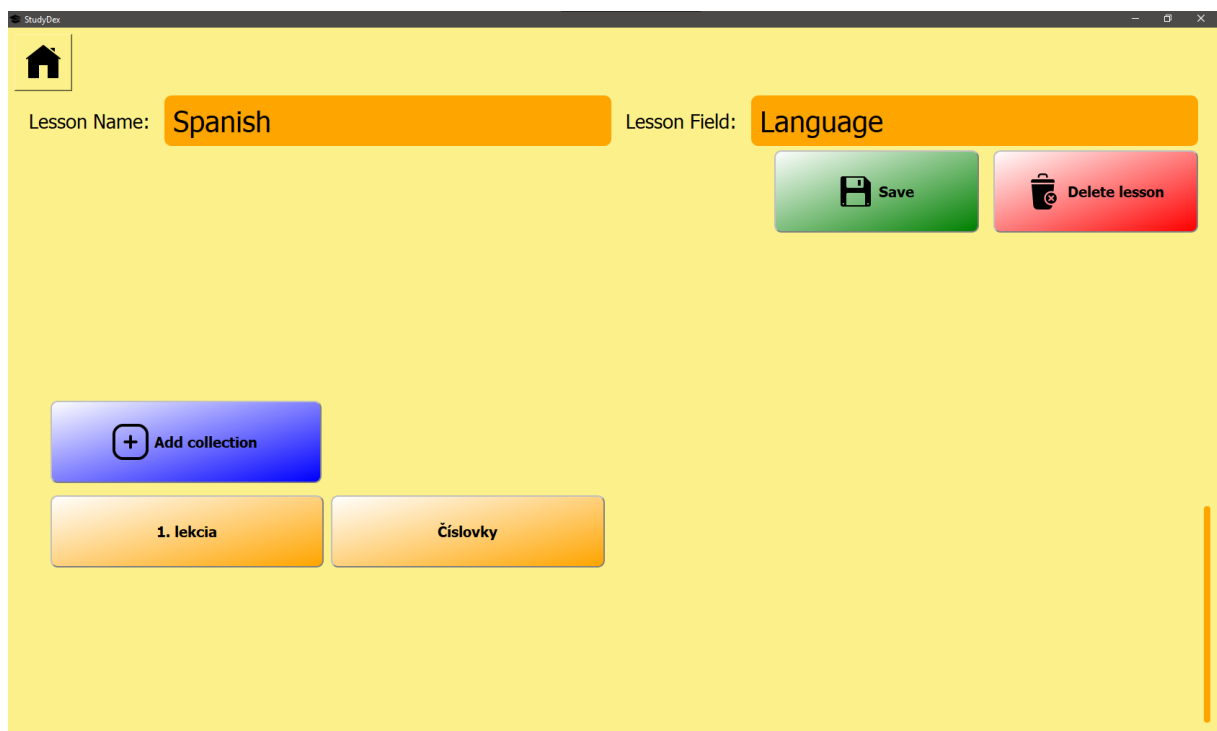 StudyDex
Lesson Name: Spanish Lesson Field: Language
Save Delete lesson
Add collection
1. lekcia Číslovky